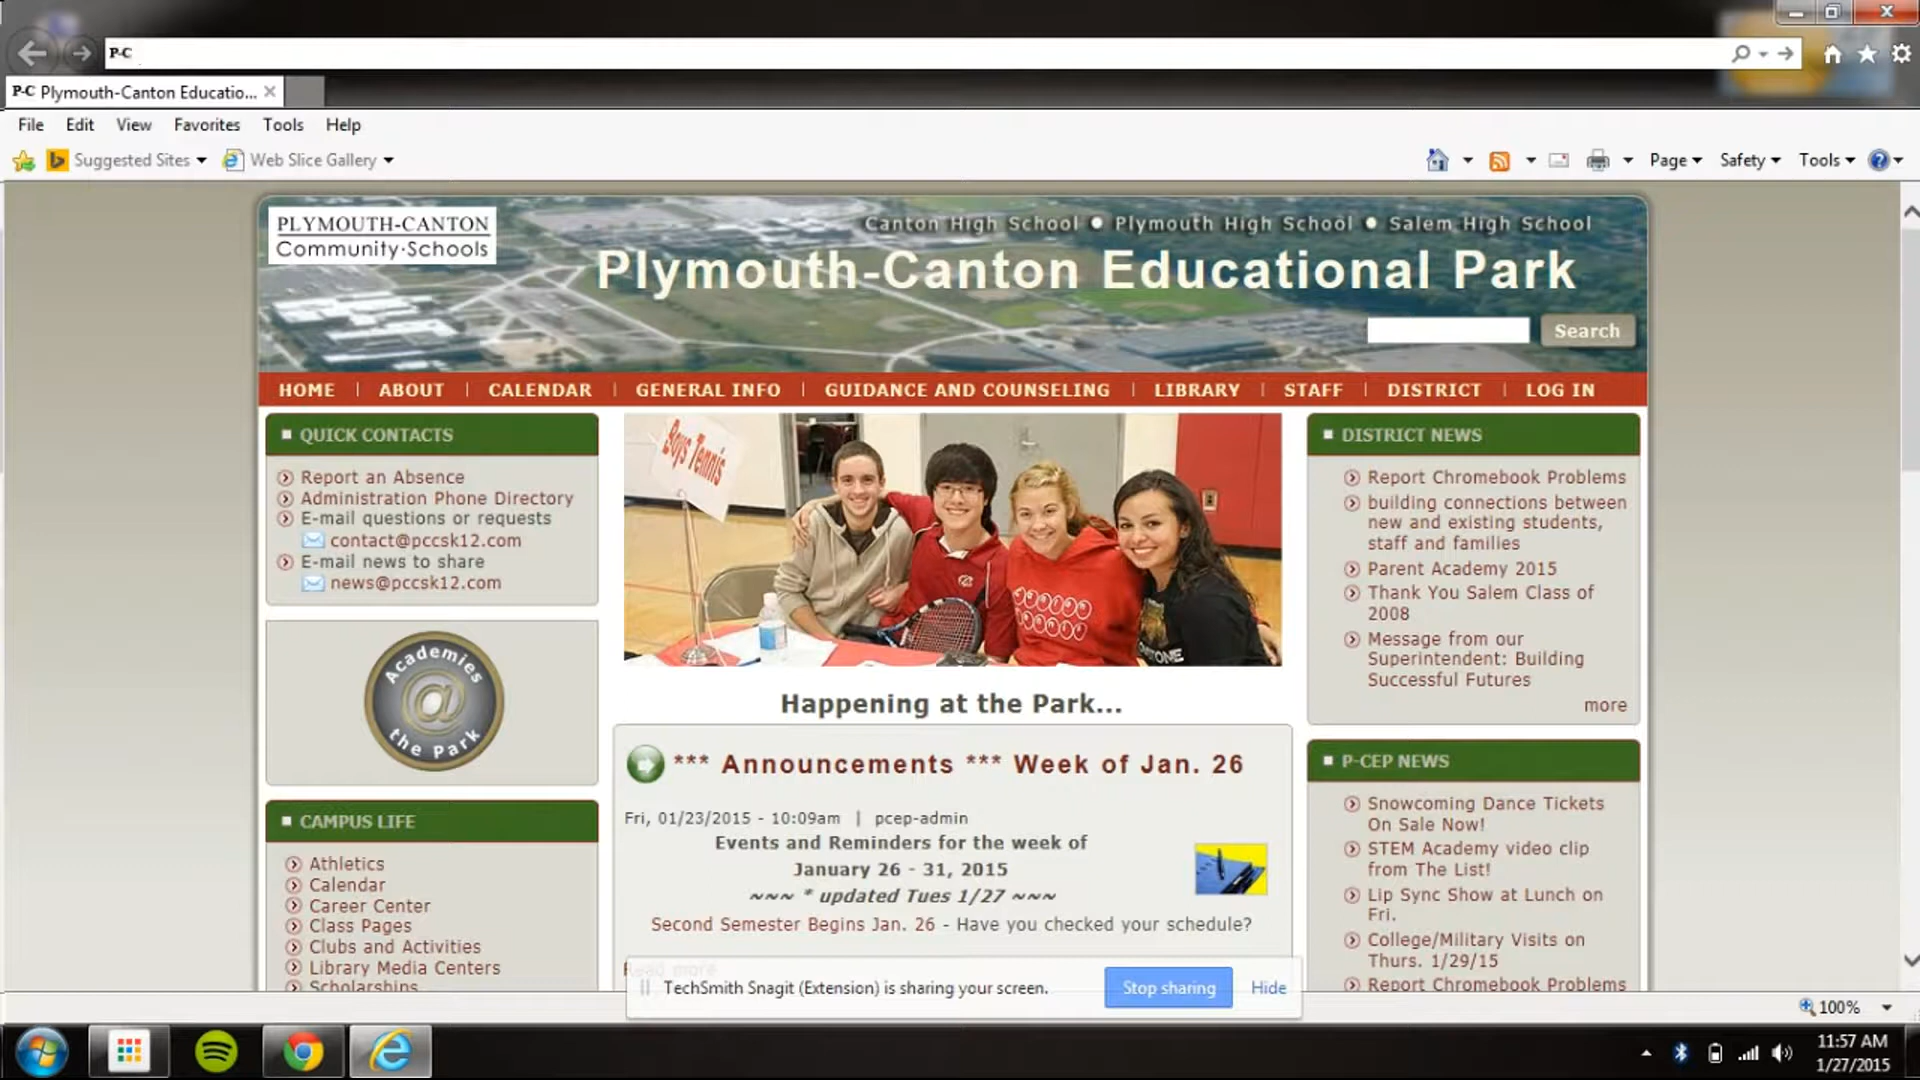 P-C
P-C Plymouth-Canton Educatio...
File Edit View Favorites Tools Help
Suggested Sites Web Slice Gallery
Page Safety Tools
PLYMOUTH-CANTON
Community·Schools
Canton High School ● Plymouth High School ● Salem High School
Plymouth-Canton Educational Park
Search
HOME | ABOUT | CALENDAR | GENERAL INFO | GUIDANCE AND COUNSELING | LIBRARY | STAFF | DISTRICT | LOG IN
QUICK CONTACTS
Report an Absence
Administration Phone Directory
E-mail questions or requests
contact@pccsk12.com
E-mail news to share
news@pccsk12.com
Academies
@
the Park
CAMPUS LIFE
Athletics
Calendar
Career Center
Class Pages
Clubs and Activities
Library Media Centers
Scholarships
Boys Tennis
Happening at the Park...
*** Announcements *** Week of Jan. 26
Fri, 01/23/2015 - 10:09am | pcep-admin
Events and Reminders for the week of
January 26 - 31, 2015
~~~ * updated Tues 1/27 ~~~
Second Semester Begins Jan. 26 - Have you checked your schedule?
Read more
TechSmith Snagit (Extension) is sharing your screen. Stop sharing Hide
DISTRICT NEWS
Report Chromebook Problems
building connections between
new and existing students,
staff and families
Parent Academy 2015
Thank You Salem Class of
2008
Message from our
Superintendent: Building
Successful Futures
more
P-CEP NEWS
Snowcoming Dance Tickets
On Sale Now!
STEM Academy video clip
from The List!
Lip Sync Show at Lunch on
Fri.
College/Military Visits on
Thurs. 1/29/15
Report Chromebook Problems
100%
11:57 AM
1/27/2015